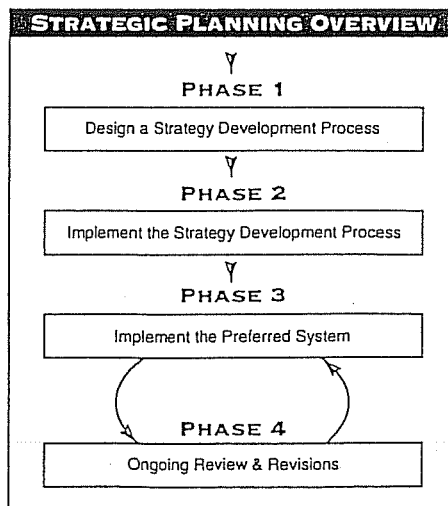 STRATEGIC PLANNING OVERVIEW
PHASE 1
Design a Strategy Development Process
PHASE 2
Implement the Strategy Development Process
PHASE 3
Implement the Preferred System
PHASE 4
Ongoing Review & Revisions